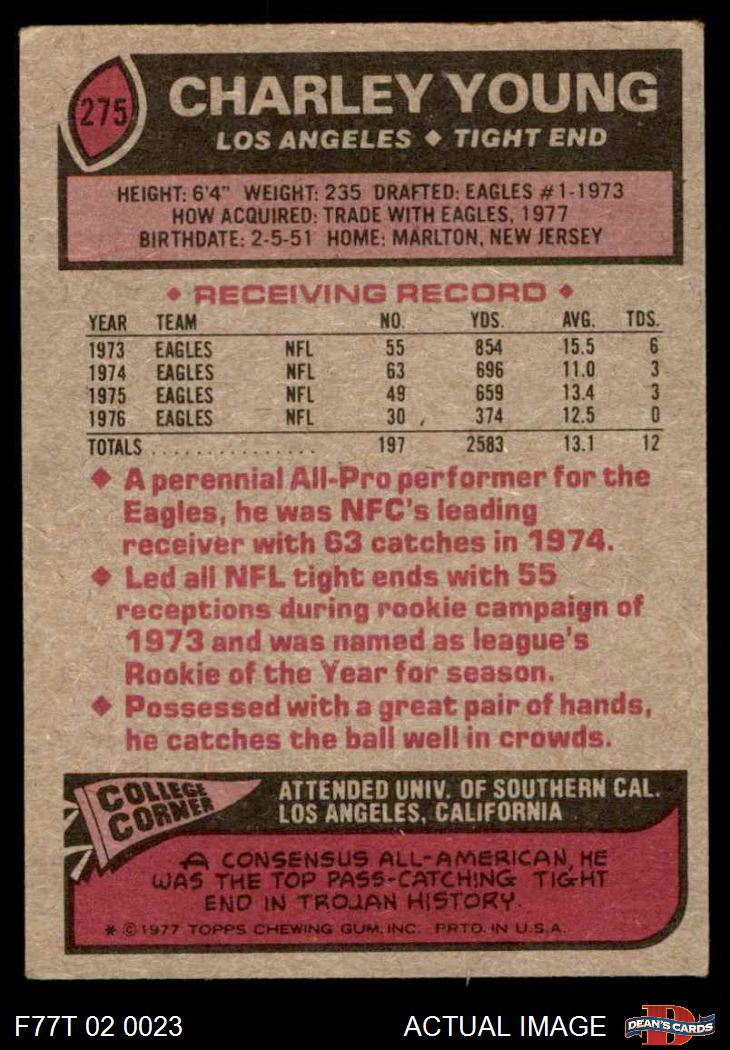 275
CHARLEY YOUNG
LOS ANGELES ♦ TIGHT END
HEIGHT: 6'4" WEIGHT: 235 DRAFTED: EAGLES #1-1973
HOW ACQUIRED: TRADE WITH EAGLES, 1977
BIRTHDATE: 2-5-51 HOME: MARLTON, NEW JERSEY
♦ RECEIVING RECORD ♦
YEAR TEAM NO. YDS. AVG. TDS.
1973 EAGLES NFL 55 854 15.5 6
1974 EAGLES NFL 63 696 11.0 3
1975 EAGLES NFL 49 659 13.4 3
1976 EAGLES NFL 30 374 12.5 0
TOTALS . . . . . . . . . . . . . . . 197 2583 13.1 12
♦ A perennial All-Pro performer for the
Eagles, he was NFC's leading
receiver with 63 catches in 1974.
♦ Led all NFL tight ends with 55
receptions during rookie campaign of
1973 and was named as league's
Rookie of the Year for season.
♦ Possessed with a great pair of hands,
he catches the ball well in crowds.
COLLEGE
CORNER
ATTENDED UNIV. OF SOUTHERN CAL.
LOS ANGELES, CALIFORNIA
A CONSENSUS ALL-AMERICAN, HE
WAS THE TOP PASS-CATCHING TIGHT
END IN TROJAN HISTORY.
* © 1977 TOPPS CHEWING GUM, INC. PRTD. IN U.S.A.
F77T 02 0023
ACTUAL IMAGE
D
DEAN'S CARDS